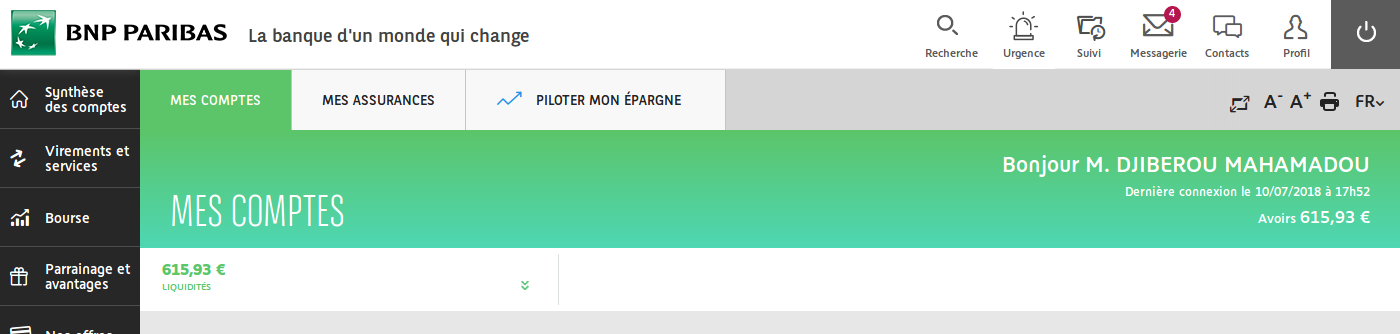 BNP PARIBAS
La banque d'un monde qui change
Recherche
Urgence
Suivi
4
Messagerie
Contacts
Profil
Synthèse
des comptes
MES COMPTES
MES ASSURANCES
PILOTER MON ÉPARGNE
A-
A+
FR
Virements et
services
Bonjour M. DJIBEROU MAHAMADOU
Dernière connexion le 10/07/2018 à 17h52
MES COMPTES
Avoirs 615,93 €
Bourse
Parrainage et
avantages
615,93 €
LIQUIDITÉS
Nos offres